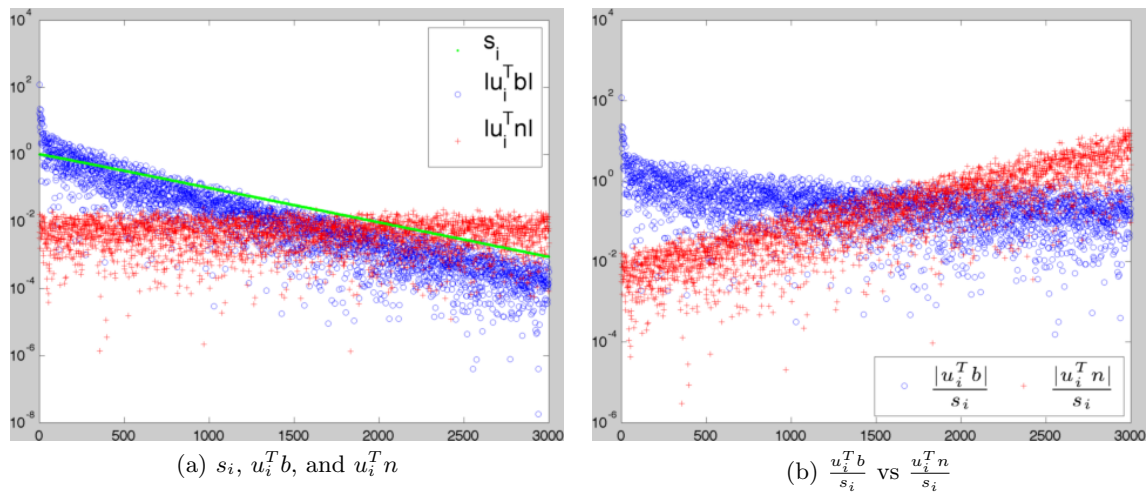 10^4
10^2
10^0
10^-2
10^-4
10^-6
10^-8
0 500 1000 1500 2000 2500 3000
s_i
|u_i^T b|
|u_i^T n|
(a) s_i, u_i^T b, and u_i^T n
10^4
10^2
10^0
10^-2
10^-4
10^-6
0 500 1000 1500 2000 2500 3000
|u_i^T b| / s_i |u_i^T n| / s_i
(b) u_i^T b / s_i vs u_i^T n / s_i